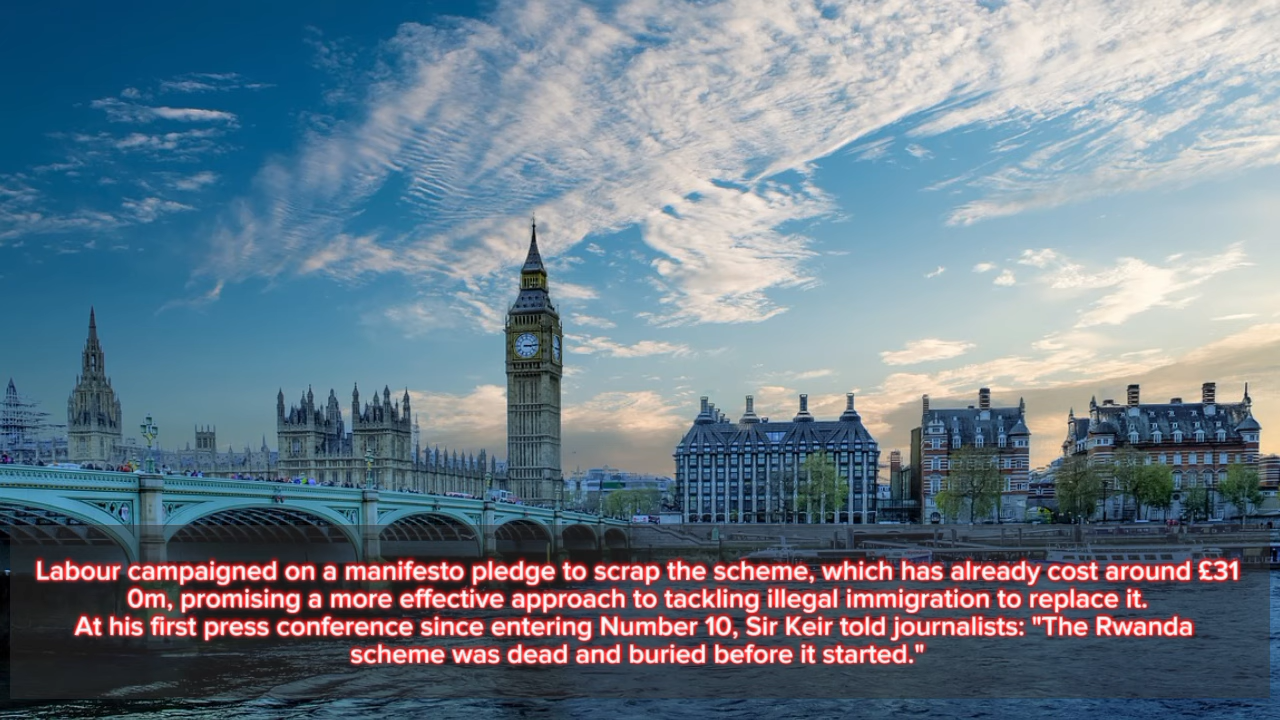 Labour campaigned on a manifesto pledge to scrap the scheme, which has already cost around £31
0m, promising a more effective approach to tackling illegal immigration to replace it.
At his first press conference since entering Number 10, Sir Keir told journalists: "The Rwanda
scheme was dead and buried before it started."